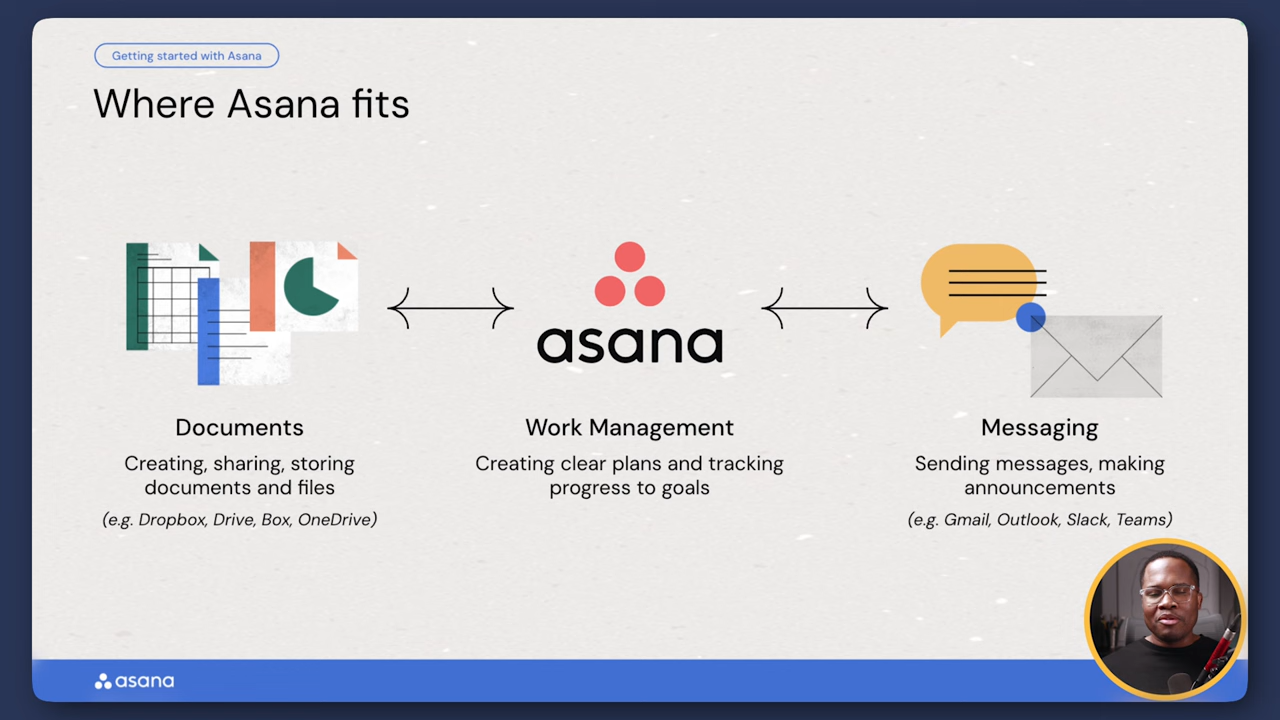 Getting started with Asana
Where Asana fits
asana
Documents
Creating, sharing, storing
documents and files
(e.g. Dropbox, Drive, Box, OneDrive)
Work Management
Creating clear plans and tracking
progress to goals
Messaging
Sending messages, making
announcements
(e.g. Gmail, Outlook, Slack, Teams)
asana